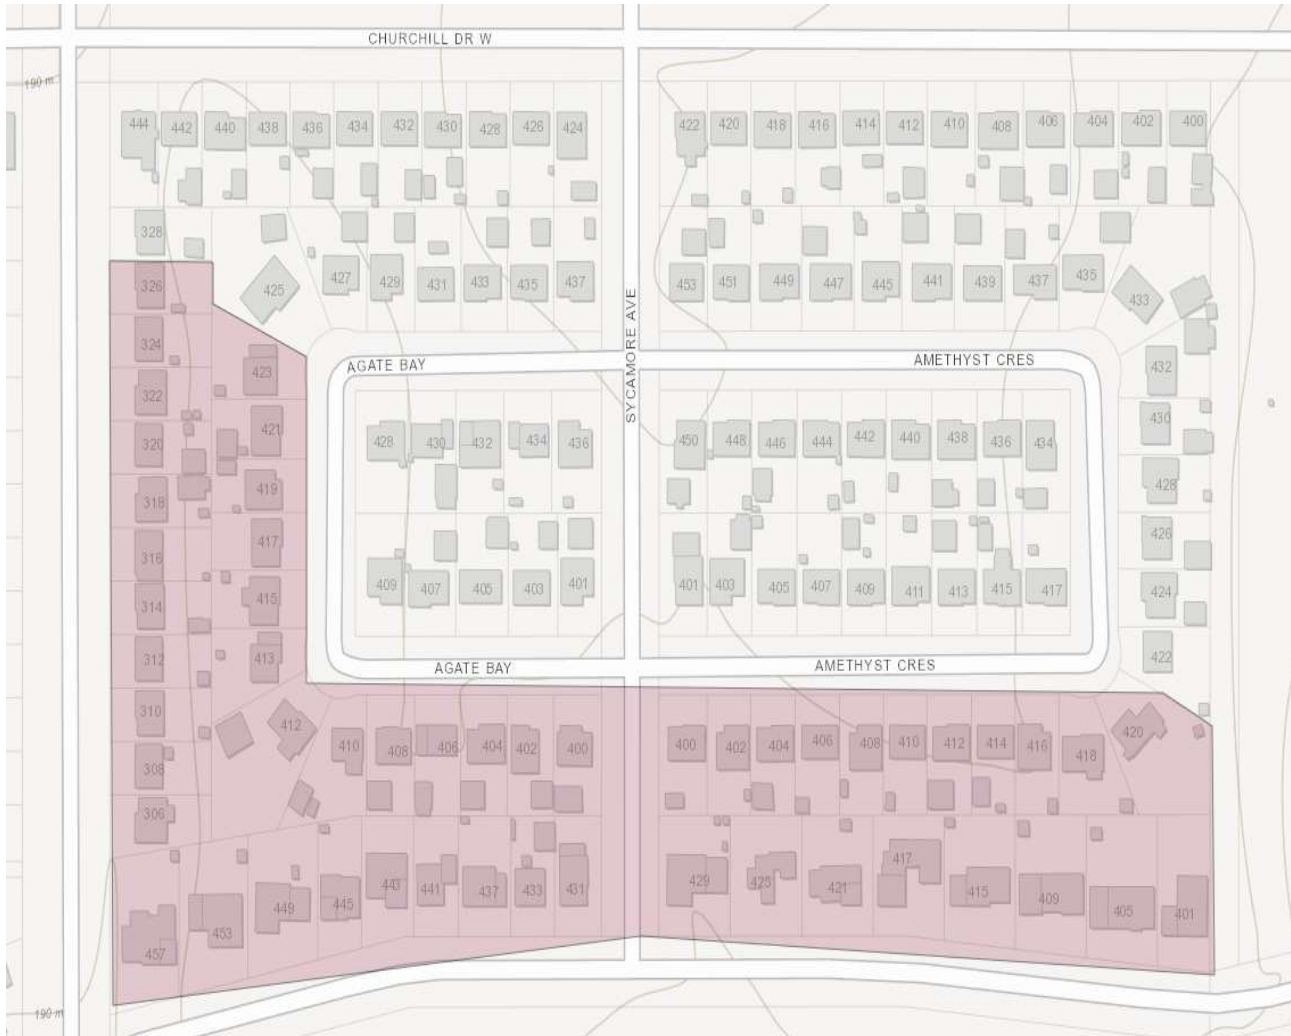 CHURCHILL DR W
190 m
444 442 440 438 436 434 432 430 428 426 424
422 420 418 416 414 412 410 408 406 404 402 400
328
326
425
427 429 431 433 435 437
453 451 449 447 445 441 439 437 435 433
SYCAMORE AVE
324
423
AGATE BAY
AMETHYST CRES
432
322
421
430
320
428 430 432 434 436
450 448 446 444 442 440 438 436 434
318
419
428
316
417
426
314
415
409 407 405 403 401
401 403 405 407 409 411 413 415 417
424
312
413
422
AGATE BAY
AMETHYST CRES
310
412
410 408 406 404 402 400
400 402 404 406 408 410 412 414 416 418 420
308
306
457 453 449 445 443 441 437 433 431
429 425 421 417 415 409 405 401
190 m